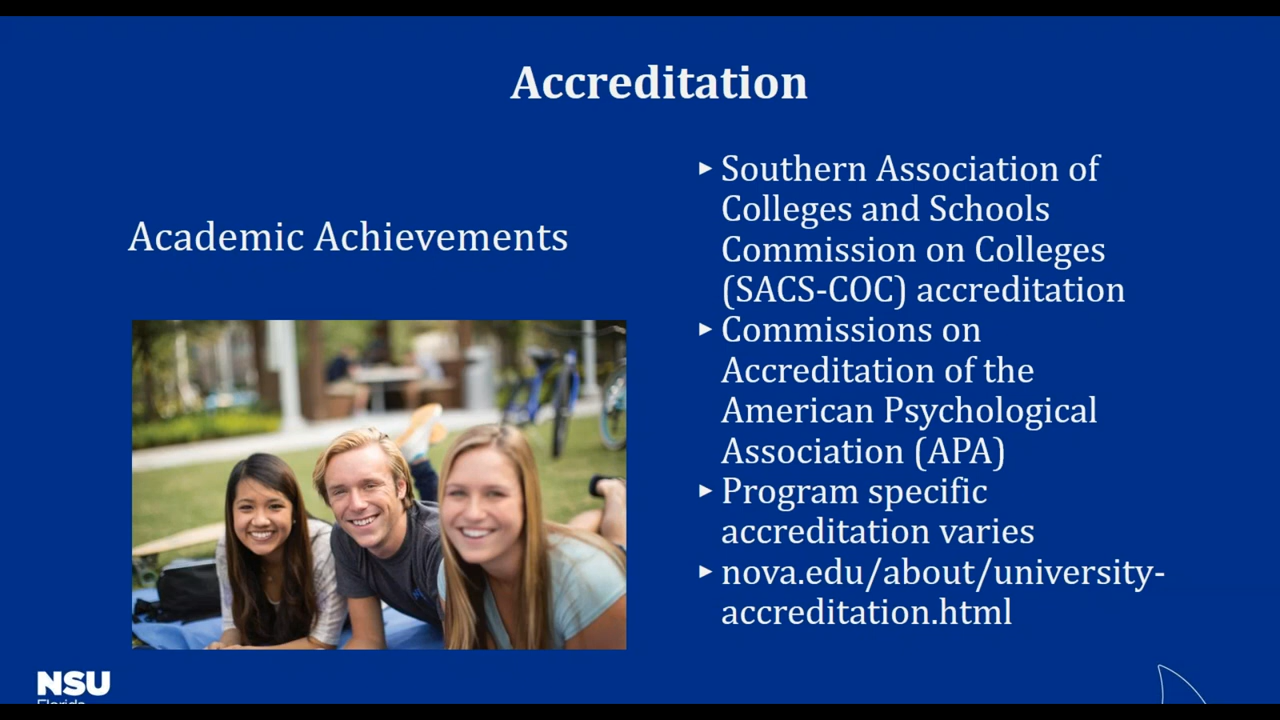 Accreditation
Academic Achievements
▸ Southern Association of
Colleges and Schools
Commission on Colleges
(SACS-COC) accreditation
▸ Commissions on
Accreditation of the
American Psychological
Association (APA)
▸ Program specific
accreditation varies
▸ nova.edu/about/university-
accreditation.html
NSU
Florida